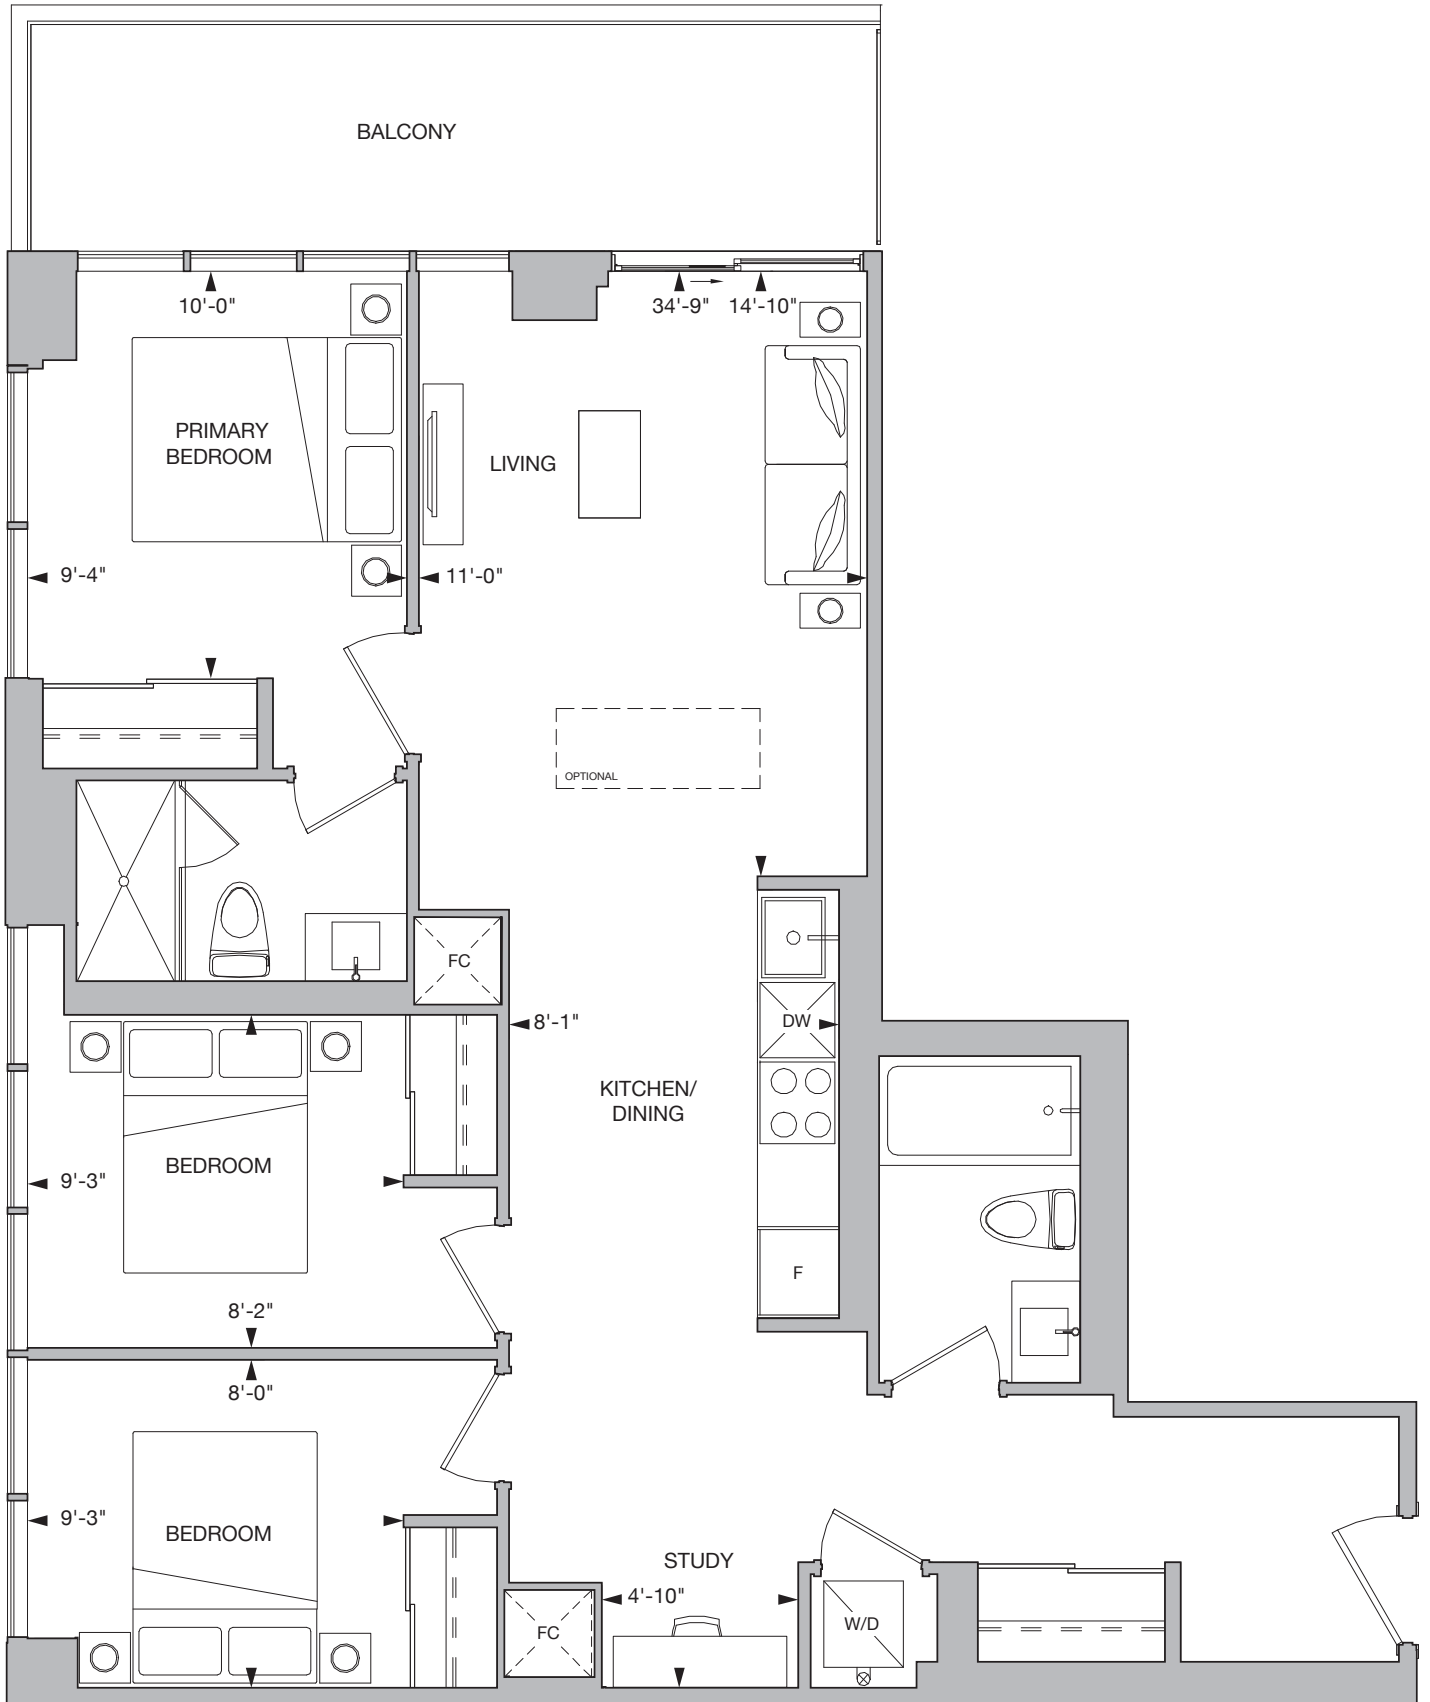 BALCONY
10'-0"
34'-9" 14'-10"
PRIMARY
BEDROOM
LIVING
9'-4"
11'-0"
OPTIONAL
FC
8'-1"
DW
KITCHEN/
DINING
BEDROOM
9'-3"
F
8'-2"
8'-0"
9'-3"
BEDROOM
STUDY
4'-10"
FC
W/D